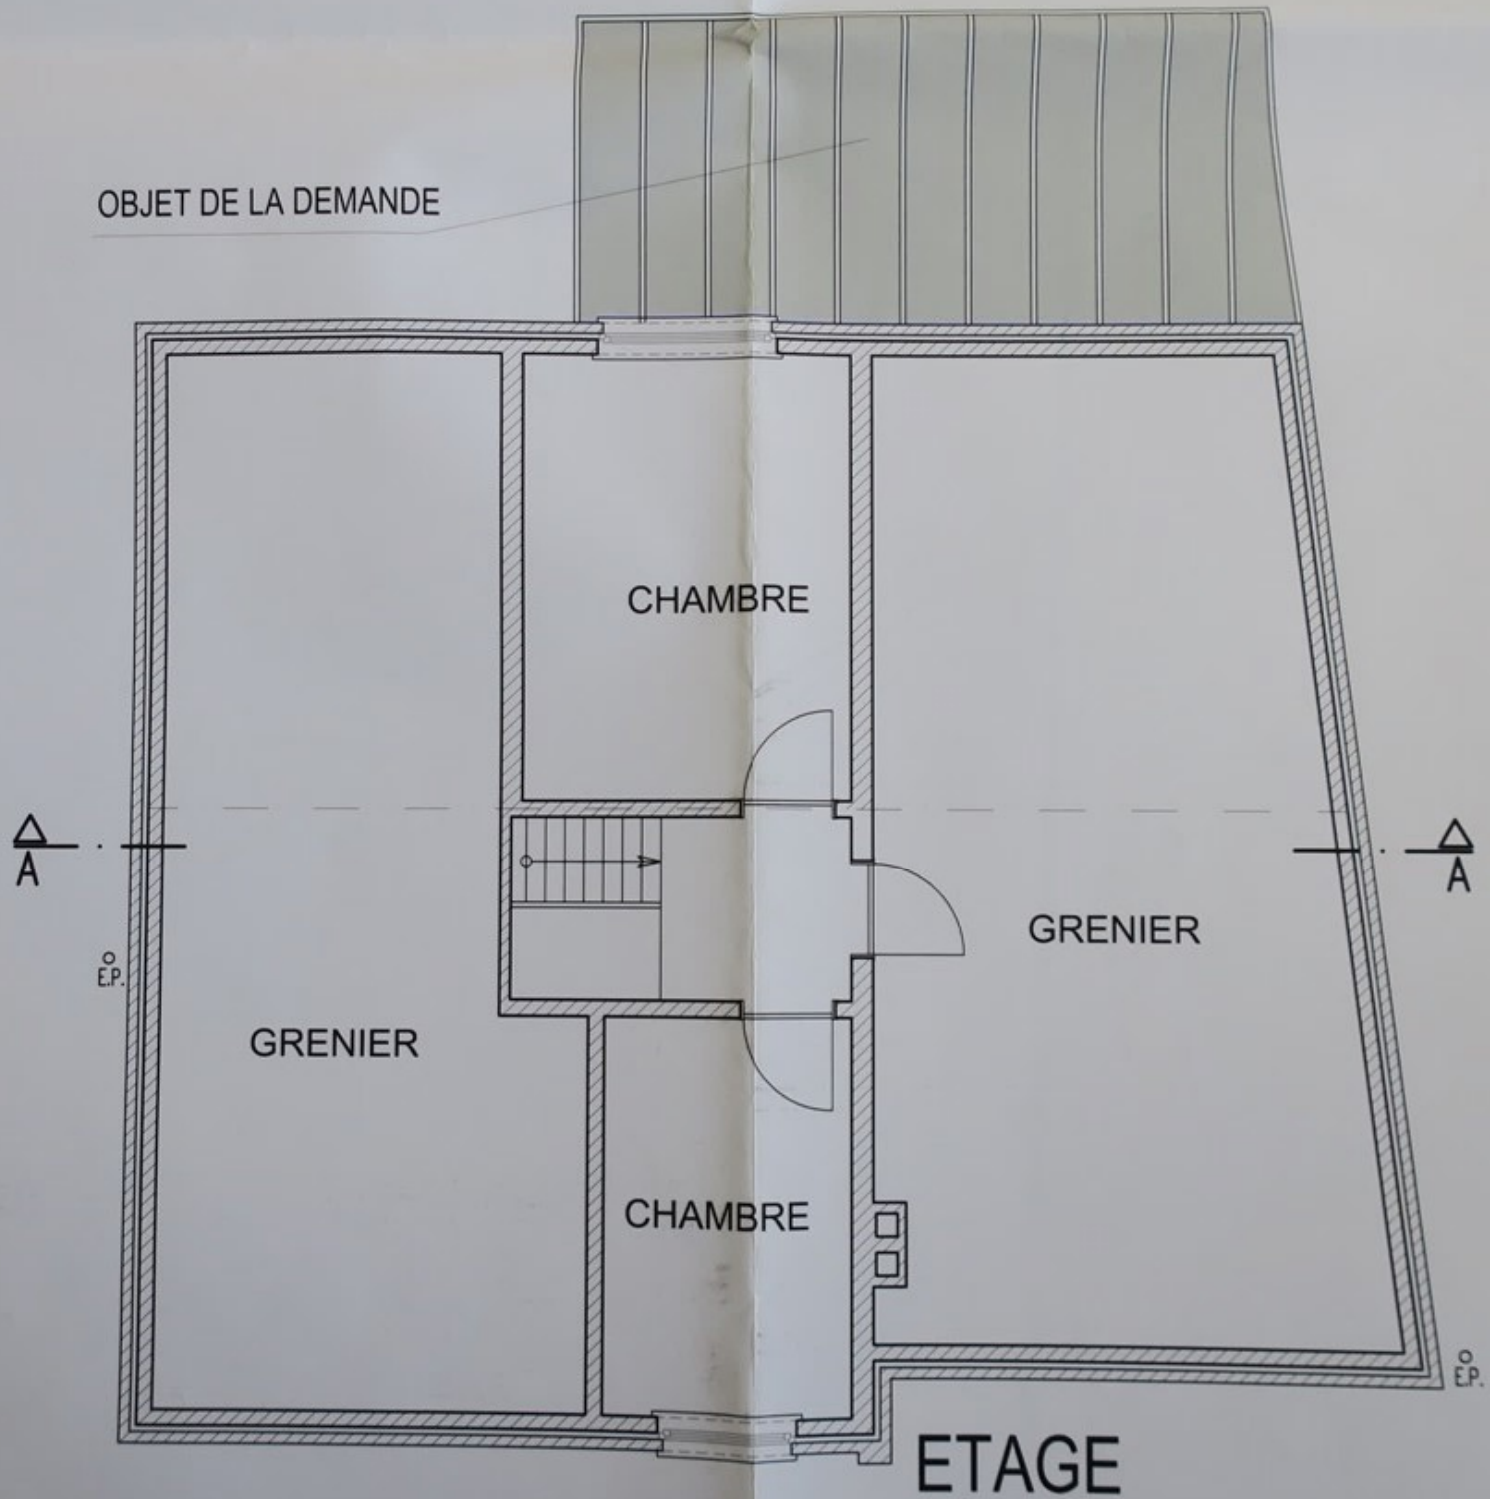 OBJET DE LA DEMANDE
CHAMBRE
A
A
GRENIER
E.P.
GRENIER
CHAMBRE
E.P.
ETAGE